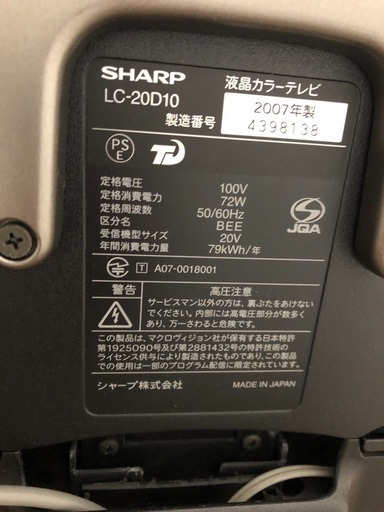 SHARP 液晶カラーテレビ
LC-20D10 2007年製
製造番号 4398138
PS
E
TD
定格電圧 100V
定格消費電力 72W
定格周波数 50/60Hz
区分名 BEE
受信機型サイズ 20V
年間消費電力量 79kWh/年
JQA
T A07-0018001
警告 高圧注意
サービスマン以外の方は、裏ぶたをあけない
でください。内部には高電圧部分が数多く
あり、万一さわると危険です。
この製品は、マクロヴィジョン社が保有する日本特許
第1925090号及び第2881432号の特許技術の
ライセンス供与により製造されたものであり、この製品
での使用は一部のプログラム配信に限定されています。
シャープ株式会社 MADE IN JAPAN